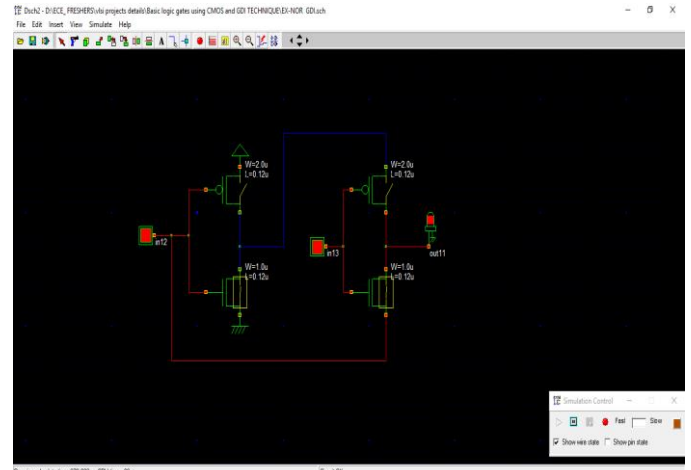 Dsch2 - D:\ECE_FRESHERS\vlsi projects details\Basic logic gates using CMOS and GDI TECHNIQUE\EX-NOR GDI.sch
File Edit Insert View Simulate Help
W=2.0u
L=0.12u
W=2.0u
L=0.12u
in12
in13
out11
W=1.0u
L=0.12u
W=1.0u
L=0.12u
Simulation Control
Fast Slow
Show wire state Show pin state